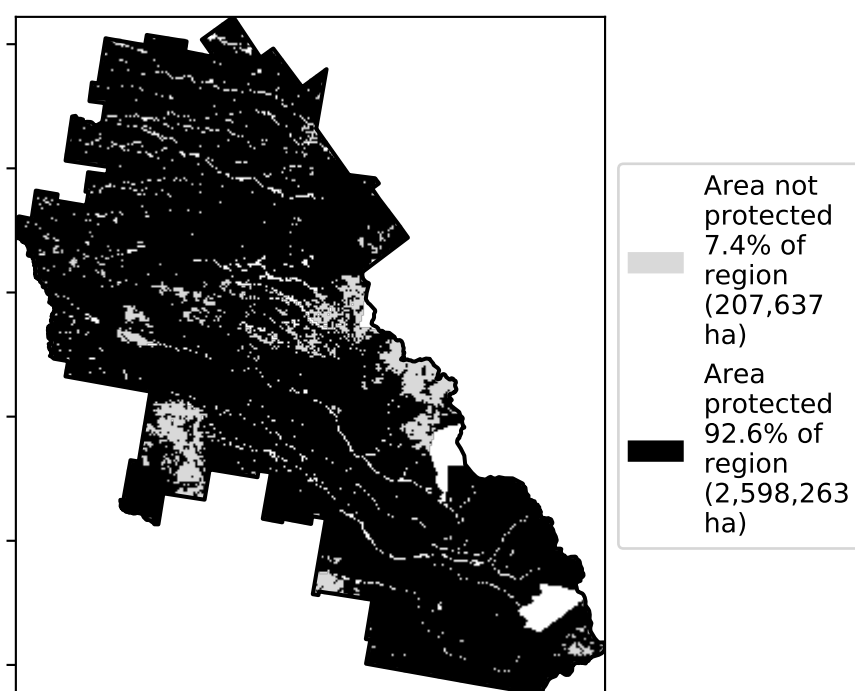 Area not
protected
7.4% of
region
(207,637
ha)
Area
protected
92.6% of
region
(2,598,263
ha)